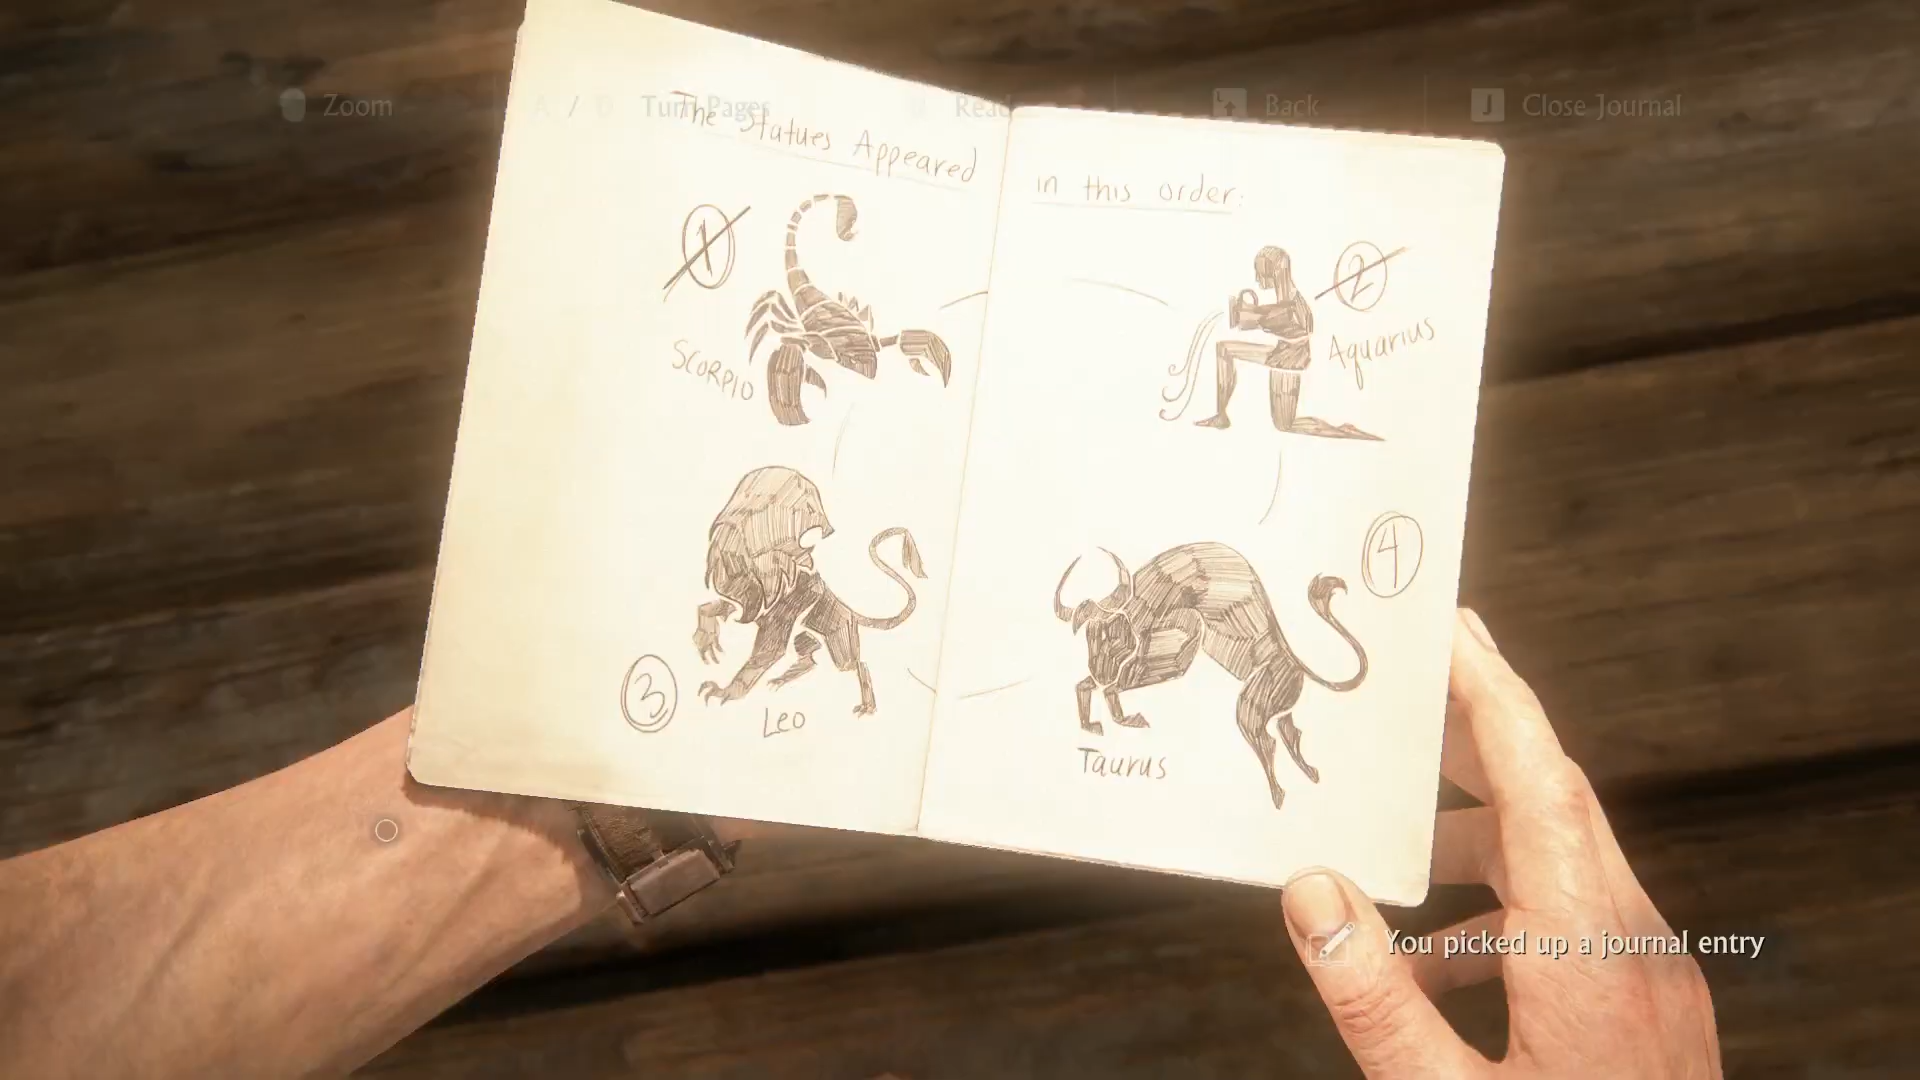 Zoom
A / D Turn Pages
Read
Back
J Close Journal
The Statues Appeared
in this order:
1
2
SCORPIO
Aquarius
3
Leo
4
Taurus
You picked up a journal entry